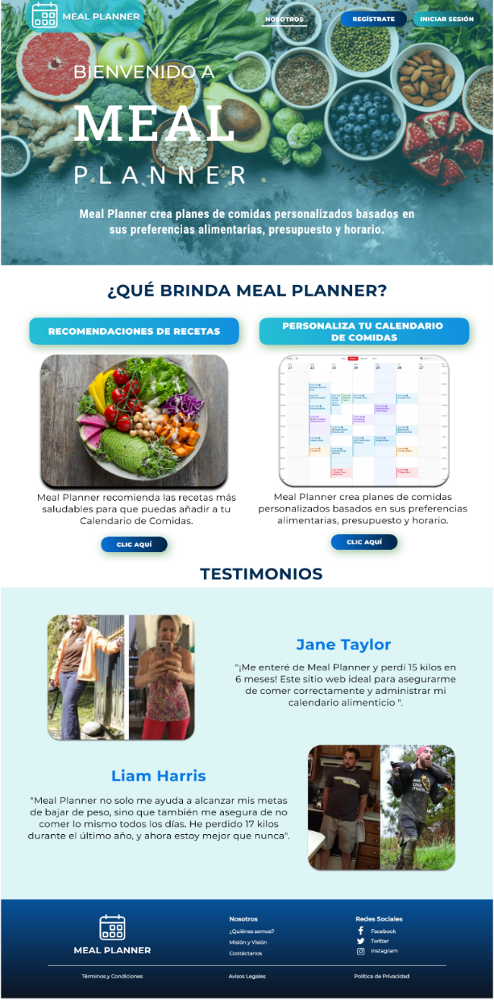 MEAL PLANNER
NOSOTROS
REGÍSTRATE
INICIAR SESIÓN
BIENVENIDO A
MEAL
PLANNER
Meal Planner crea planes de comidas personalizados basados en
sus preferencias alimentarias, presupuesto y horario.
¿QUÉ BRINDA MEAL PLANNER?
RECOMENDACIONES DE RECETAS
PERSONALIZA TU CALENDARIO
DE COMIDAS
21
22
23
24
25
26
27
Meal Planner recomienda las recetas más
saludables para que puedas añadir a tu
Calendario de Comidas.
CLIC AQUÍ
Meal Planner crea planes de comidas
personalizados basados en sus preferencias
alimentarias, presupuesto y horario.
CLIC AQUÍ
TESTIMONIOS
Jane Taylor
"¡Me enteré de Meal Planner y perdí 15 kilos en
6 meses! Este sitio web ideal para asegurarme
de comer correctamente y administrar mi
calendario alimenticio ".
Liam Harris
"Meal Planner no solo me ayuda a alcanzar mis metas
de bajar de peso, sino que también me asegura de no
comer lo mismo todos los días. He perdido 17 kilos
durante el último año, y ahora estoy mejor que nunca".
eat
this
much
MEAL PLANNER
Nosotros
¿Quiénes somos?
Misión y Visión
Contáctanos
Redes Sociales
Facebook
Twitter
Instagram
Términos y Condiciones
Avisos Legales
Política de Privacidad